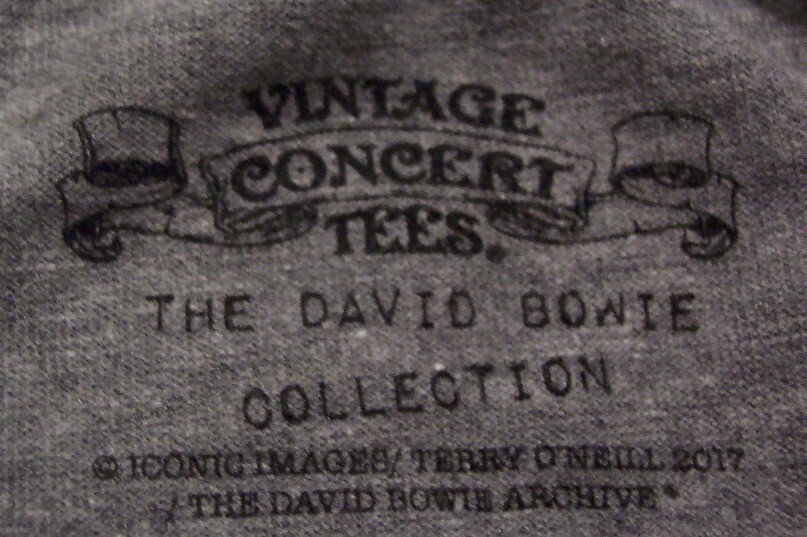 VINTAGE
CONCERT
TEES®
THE DAVID BOWIE
COLLECTION
© ICONIC IMAGES/ TERRY O'NEILL 2017
/ THE DAVID BOWIE ARCHIVE®